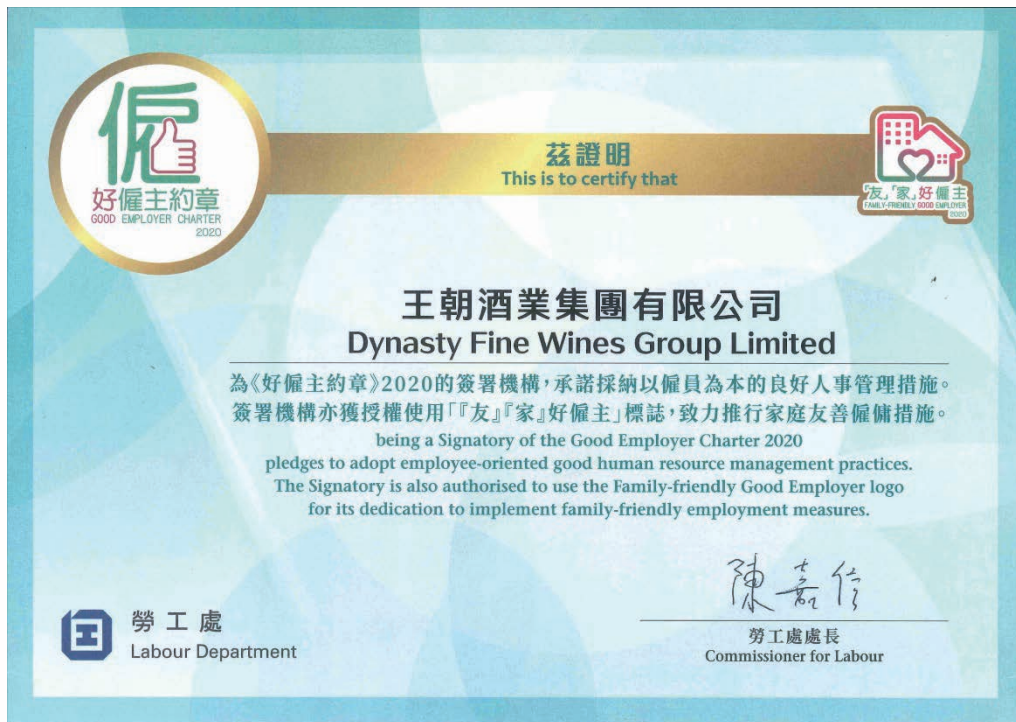 僱
好僱主約章
GOOD EMPLOYER CHARTER
2020
茲證明
This is to certify that
「友」「家」好僱主
FAMILY-FRIENDLY GOOD EMPLOYER
2020
王朝酒業集團有限公司
Dynasty Fine Wines Group Limited
為《好僱主約章》2020的簽署機構，承諾採納以僱員為本的良好人事管理措施。
簽署機構亦獲授權使用「『友』『家』好僱主」標誌，致力推行家庭友善僱傭措施。
being a Signatory of the Good Employer Charter 2020
pledges to adopt employee-oriented good human resource management practices.
The Signatory is also authorised to use the Family-friendly Good Employer logo
for its dedication to implement family-friendly employment measures.
陳嘉信
勞工處處長
Commissioner for Labour
勞工處
Labour Department